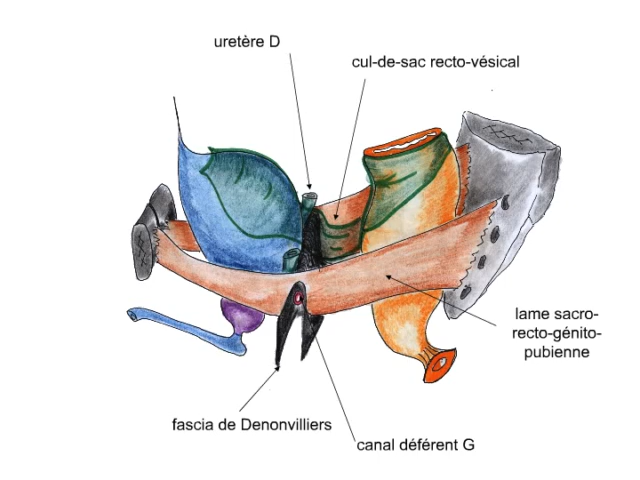 uretère D
cul-de-sac recto-vésical
lame sacro-
recto-génito-
pubienne
fascia de Denonvilliers
canal déférent G